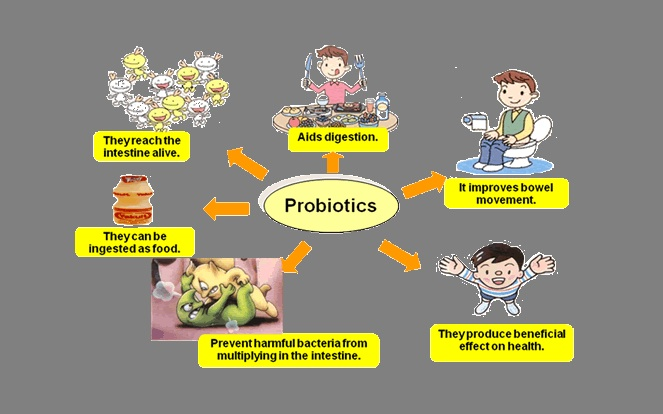 They reach the
intestine alive.
Aids digestion.
It improves bowel
movement.
Probiotics
They can be
ingested as food.
Prevent harmful bacteria from
multiplying in the intestine.
They produce beneficial
effect on health.